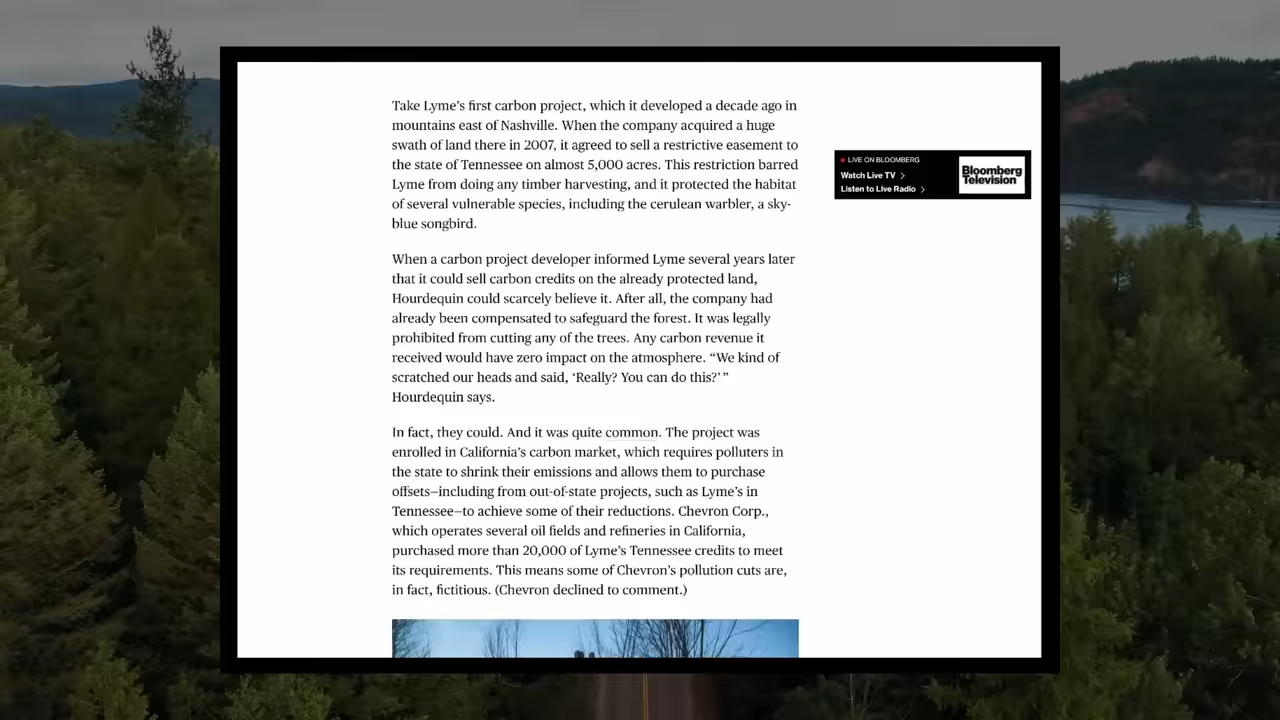 Take Lyme’s first carbon project, which it developed a decade ago in
mountains east of Nashville. When the company acquired a huge
swath of land there in 2007, it agreed to sell a restrictive easement to
the state of Tennessee on almost 5,000 acres. This restriction barred
Lyme from doing any timber harvesting, and it protected the habitat
of several vulnerable species, including the cerulean warbler, a sky-
blue songbird.
When a carbon project developer informed Lyme several years later
that it could sell carbon credits on the already protected land,
Hourdequin could scarcely believe it. After all, the company had
already been compensated to safeguard the forest. It was legally
prohibited from cutting any of the trees. Any carbon revenue it
received would have zero impact on the atmosphere. “We kind of
scratched our heads and said, ‘Really? You can do this?’”
Hourdequin says.
In fact, they could. And it was quite common. The project was
enrolled in California’s carbon market, which requires polluters in
the state to shrink their emissions and allows them to purchase
offsets—including from out-of-state projects, such as Lyme’s in
Tennessee—to achieve some of their reductions. Chevron Corp.,
which operates several oil fields and refineries in California,
purchased more than 20,000 of Lyme’s Tennessee credits to meet
its requirements. This means some of Chevron’s pollution cuts are,
in fact, fictitious. (Chevron declined to comment.)
LIVE ON BLOOMBERG
Watch Live TV
Listen to Live Radio
Bloomberg
Television